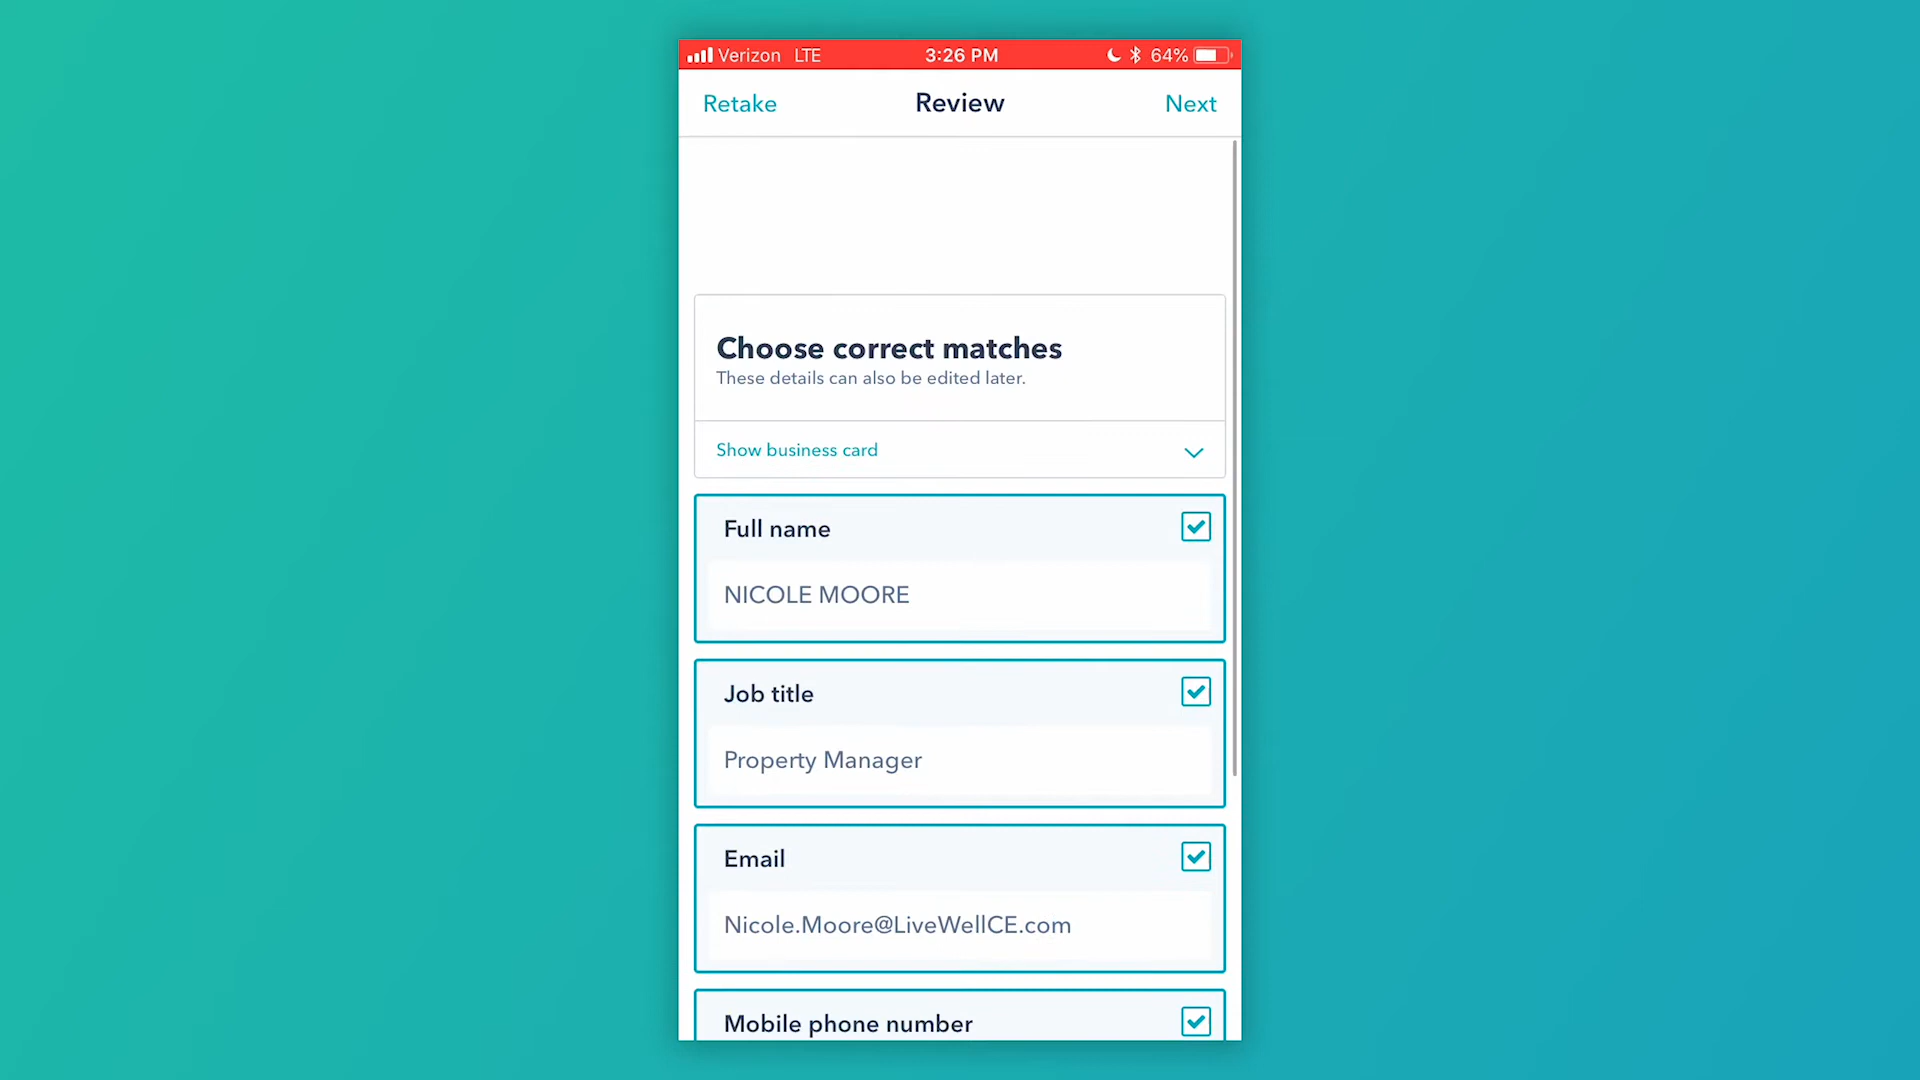 Verizon LTE 3:26 PM 64%
Retake Review Next
Choose correct matches
These details can also be edited later.
Show business card
Full name
NICOLE MOORE
Job title
Property Manager
Email
Nicole.Moore@LiveWellCE.com
Mobile phone number